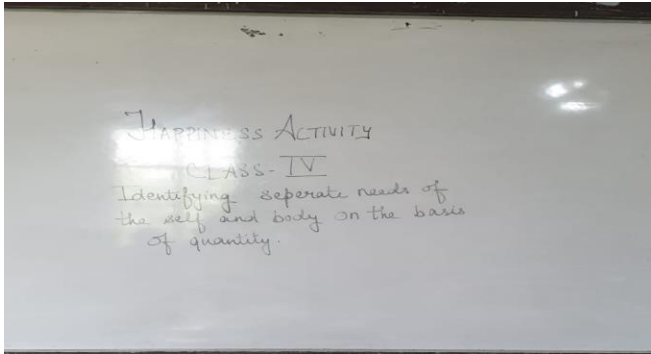 HAPPINESS ACTIVITY
CLASS-IV
Identifying seperate needs of
the self and body on the basis
of quantity.